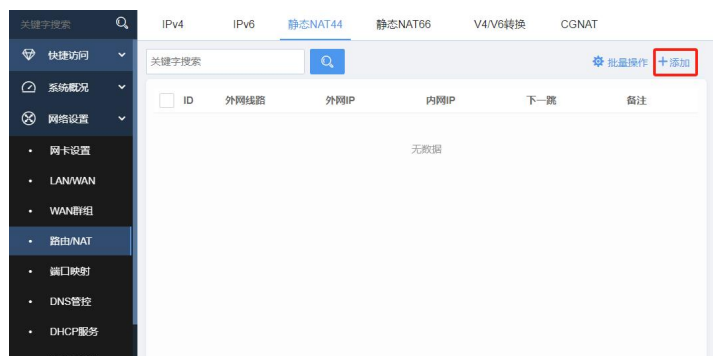 关键字搜索
IPv4 IPv6 静态NAT44 静态NAT66 V4/V6转换 CGNAT
快捷访问
关键字搜索
批量操作 +添加
系统概况
ID 外网线路 外网IP 内网IP 下一跳 备注
网络设置
网卡设置
无数据
LAN/WAN
WAN群组
路由/NAT
端口映射
DNS管控
DHCP服务